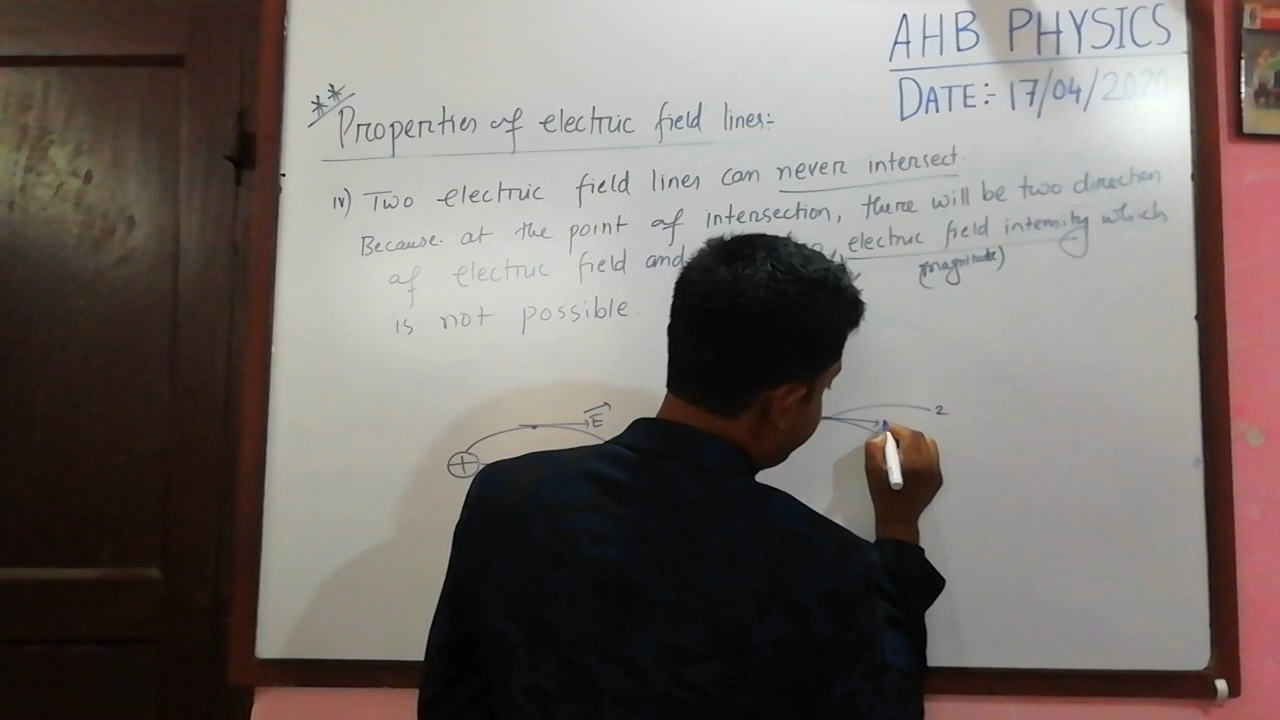 AHB PHYSICS
DATE:- 17/04/2020
** Properties of electric field lines:-
iv) Two electric field lines can never intersect.
Because. at the point of intersection, there will be two direction
of electric field and electric field intensity which
(magnitude)
is not possible.
E
2
+